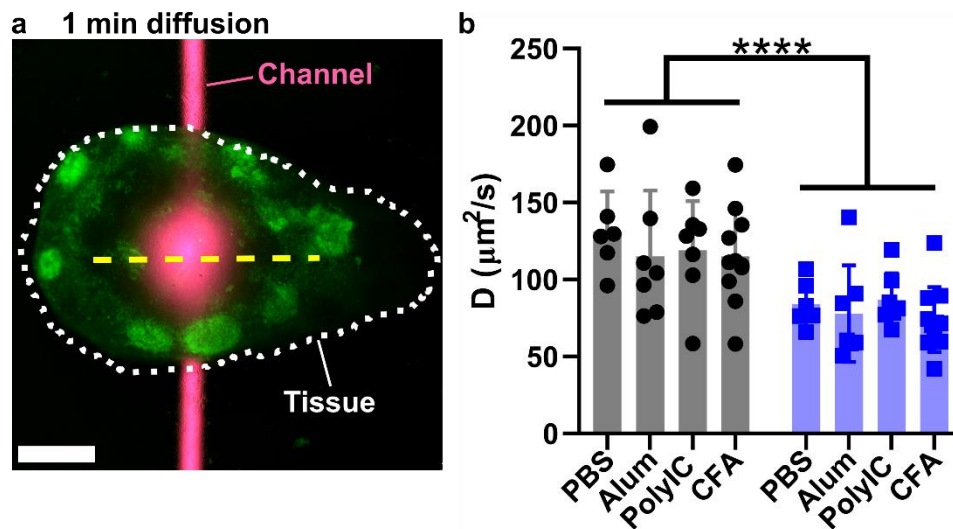 a 1 min diffusion
Channel
Tissue
b
****
D (μm²/s)
250
200
150
100
50
0
PBS
Alum
PolyIC
CFA
PBS
Alum
PolyIC
CFA